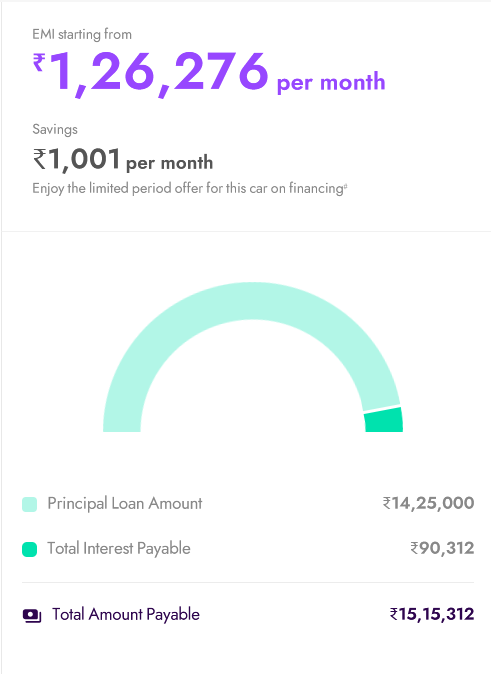 EMI starting from
₹1,26,276 per month
Savings
₹1,001 per month
Enjoy the limited period offer for this car on financing#
Principal Loan Amount ₹14,25,000
Total Interest Payable ₹90,312
Total Amount Payable ₹15,15,312